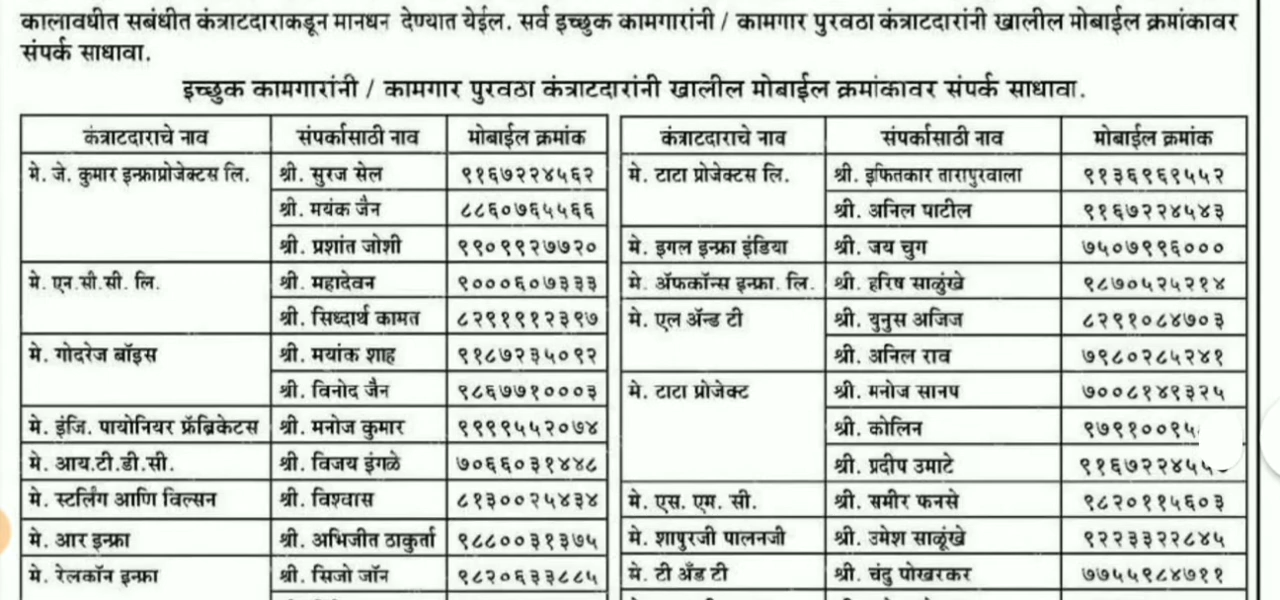 कालावधीत सबंधीत कंत्राटदाराकडून मानधन देण्यात येईल. सर्व इच्छुक कामगारांनी / कामगार पुरवठा कंत्राटदारांनी खालील मोबाईल क्रमांकावर
संपर्क साधावा.
इच्छुक कामगारांनी / कामगार पुरवठा कंत्राटदारांनी खालील मोबाईल क्रमांकावर संपर्क साधावा.
कंत्राटदाराचे नाव संपर्कासाठी नाव मोबाईल क्रमांक
मे. जे. कुमार इन्फ्राप्रोजेक्टस लि. श्री. सुरज सेल ९१६७२२४५६२
श्री. मयंक जैन ८८६०७६५५६६
श्री. प्रशांत जोशी ९९०९९२७७२०
मे. एन.सी.सी. लि. श्री. महादेवन ९०००६०७३३३
श्री. सिध्दार्थ कामत ८२९१९१२३९७
मे. गोदरेज बॉइस श्री. मयांक शाह ९१८७२३५०९२
श्री. विनोद जैन ९८६७७१०००३
मे. इंजि. पायोनियर फ्रॅब्रिकेटस श्री. मनोज कुमार ९९९९५५२०७४
मे. आय.टी.डी.सी. श्री. विजय इंगळे ७०६६०३१४४८
मे. स्टर्लिंग आणि विल्सन श्री. विश्वास ८१३००२५४३४
मे. आर इन्फ्रा श्री. अभिजीत ठाकुर्ता ९८८००३१३७५
मे. रेलकॉन इन्फ्रा श्री. सिजो जॉन ९८२०६३३८८५
कंत्राटदाराचे नाव संपर्कासाठी नाव मोबाईल क्रमांक
मे. टाटा प्रोजेक्टस लि. श्री. इफितकार तारापुरवाला ९१३६९६९५५२
श्री. अनिल पाटील ९१६७२२४५४३
मे. इगल इन्फ्रा इंडिया श्री. जय चुग ७५०७९९६०००
मे. ॲफकॉन्स इन्फ्रा. लि. श्री. हरिष साळुंखे ९८७०५२५२१४
मे. एल ॲन्ड टी श्री. युनुस अजिज ८२९१०८४७०३
श्री. अनिल राव ७९८०२८५२४१
मे. टाटा प्रोजेक्ट श्री. मनोज सानप ७००८१४९३२५
श्री. कोलिन
श्री. प्रदीप उमाटे
मे. एस. एम. सी. श्री. समीर फनसे ९८२०११५६०३
मे. शापुरजी पालनजी श्री. उमेश साळूंखे ९२२३३२२८४५
मे. टी अँड टी श्री. चंदु पोखरकर ७७५५९८४७११